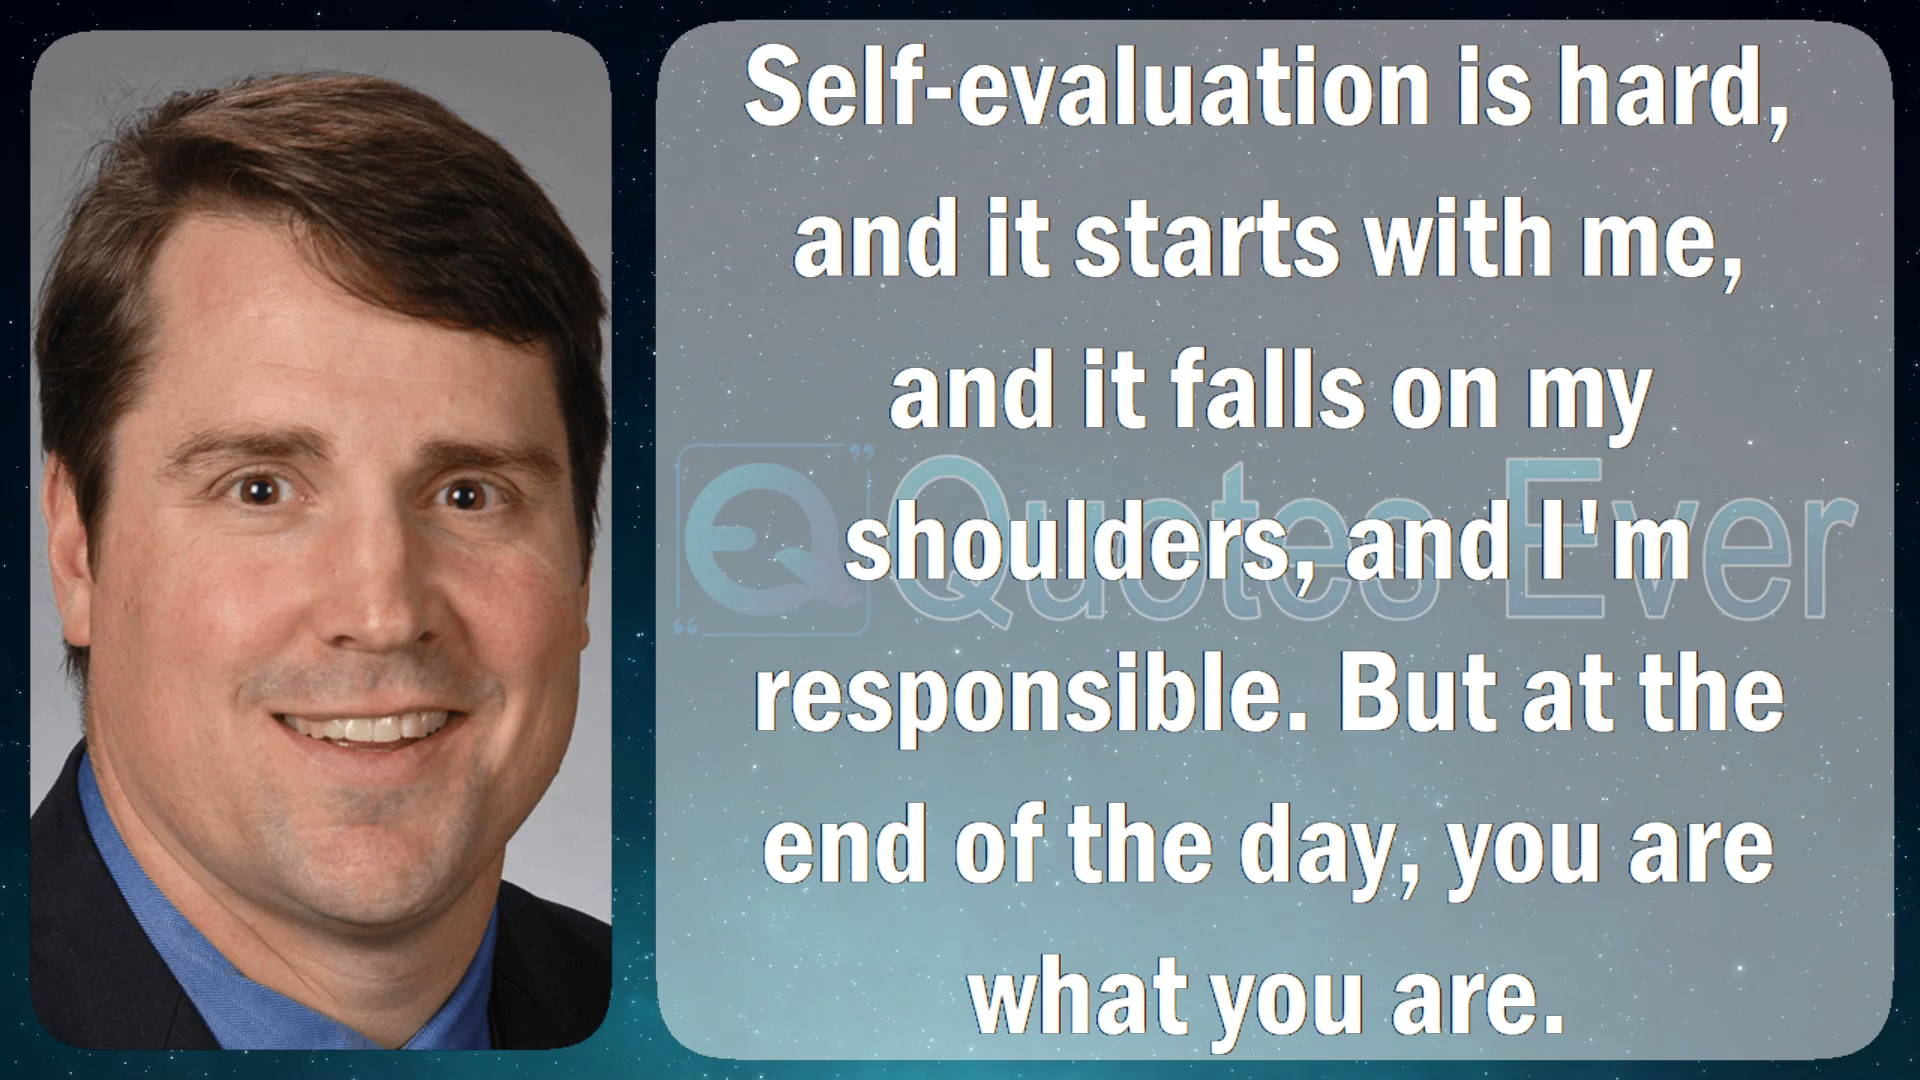 Self-evaluation is hard,
and it starts with me,
and it falls on my
Quotes Ever
shoulders, and I'm
responsible. But at the
end of the day, you are
what you are.